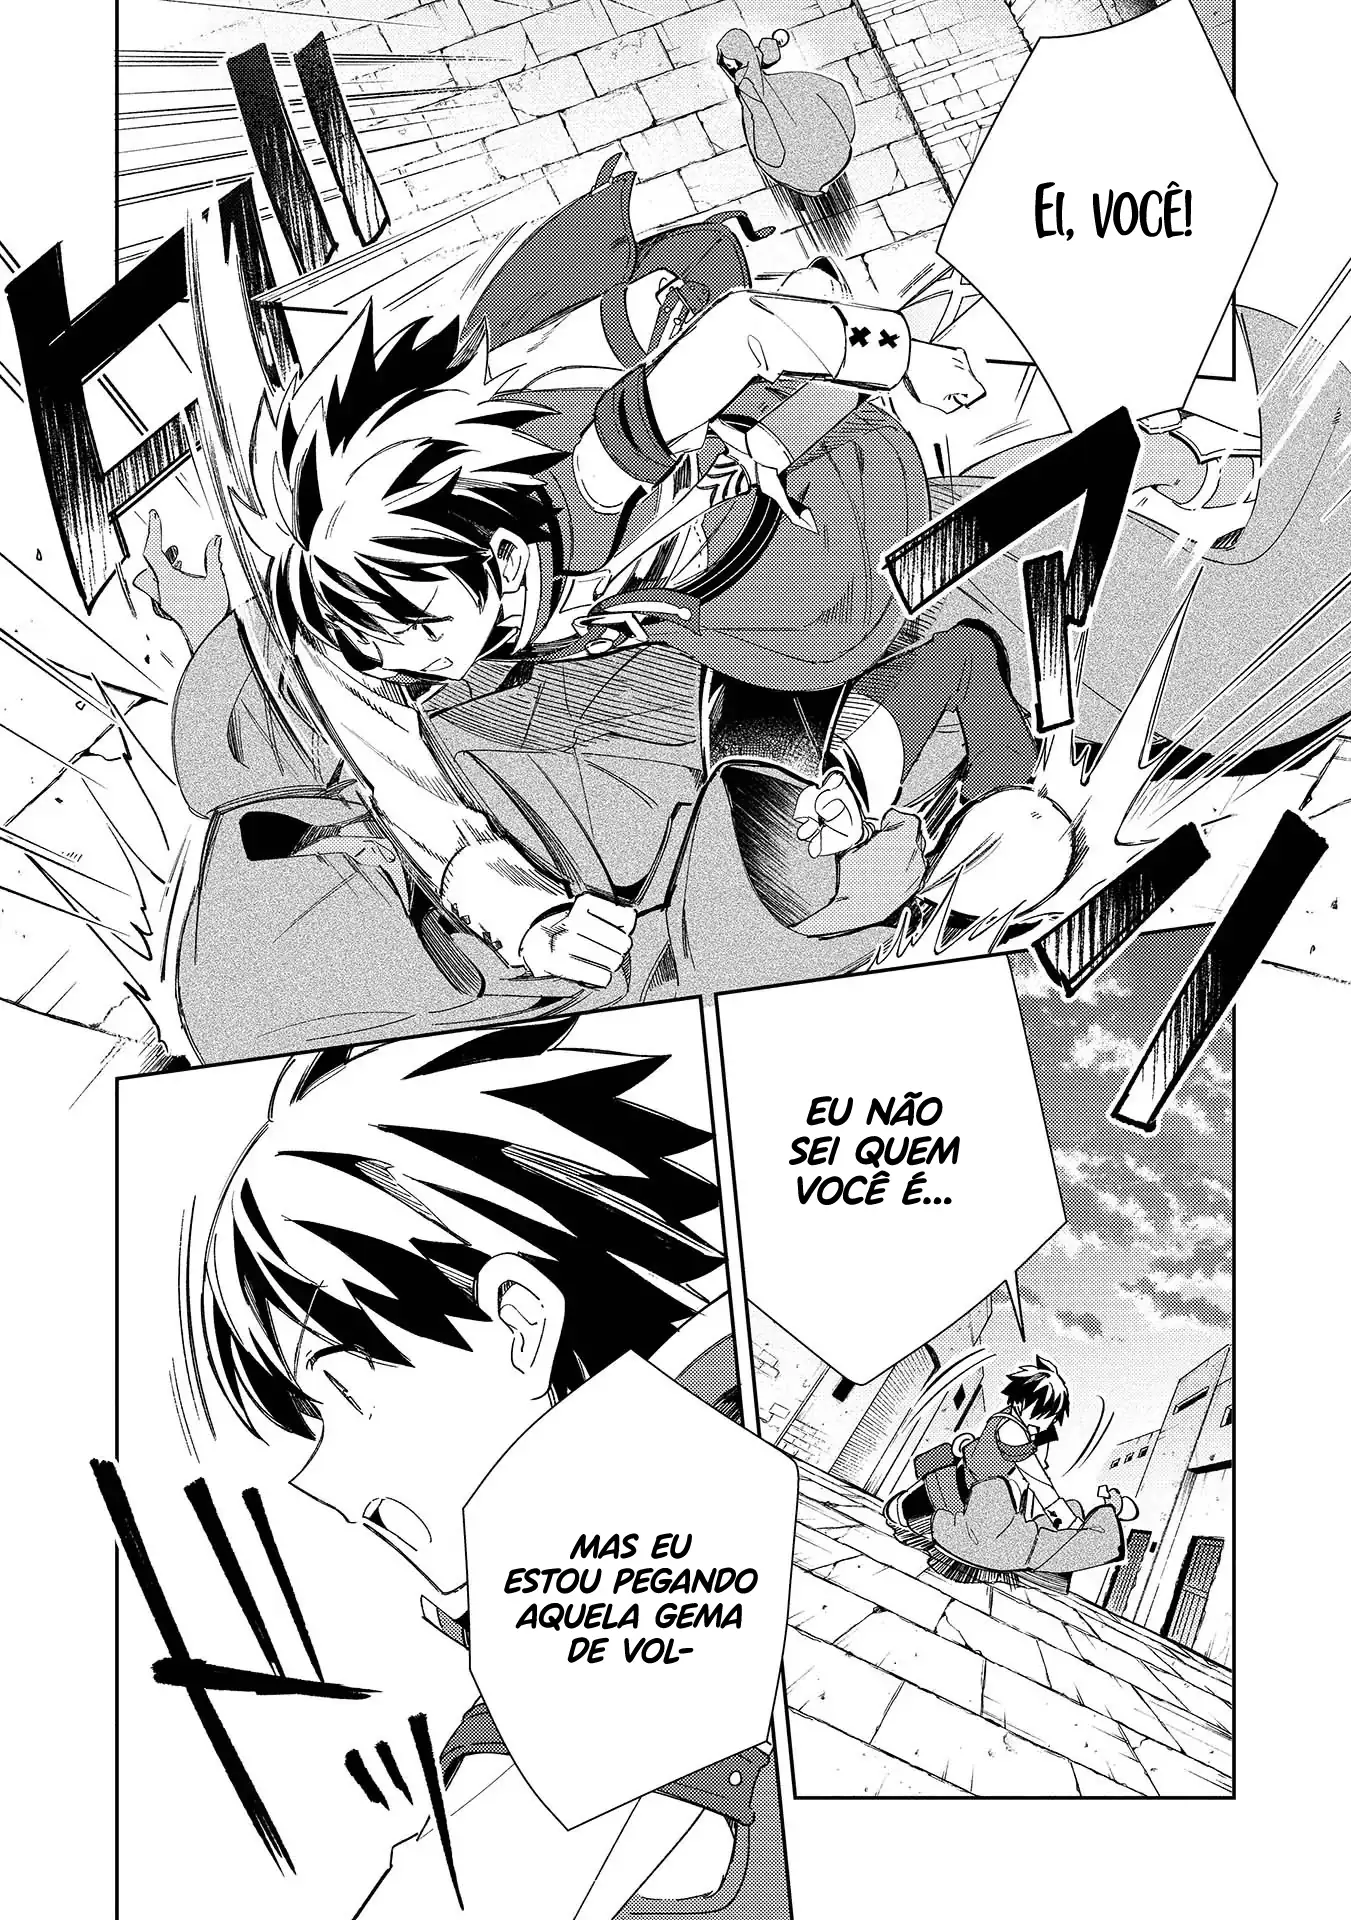 EI, VOCÊ!
EU NÃO
SEI QUEM
VOCÊ É...
MAS EU
ESTOU PEGANDO
AQUELA GEMA
DE VOL-